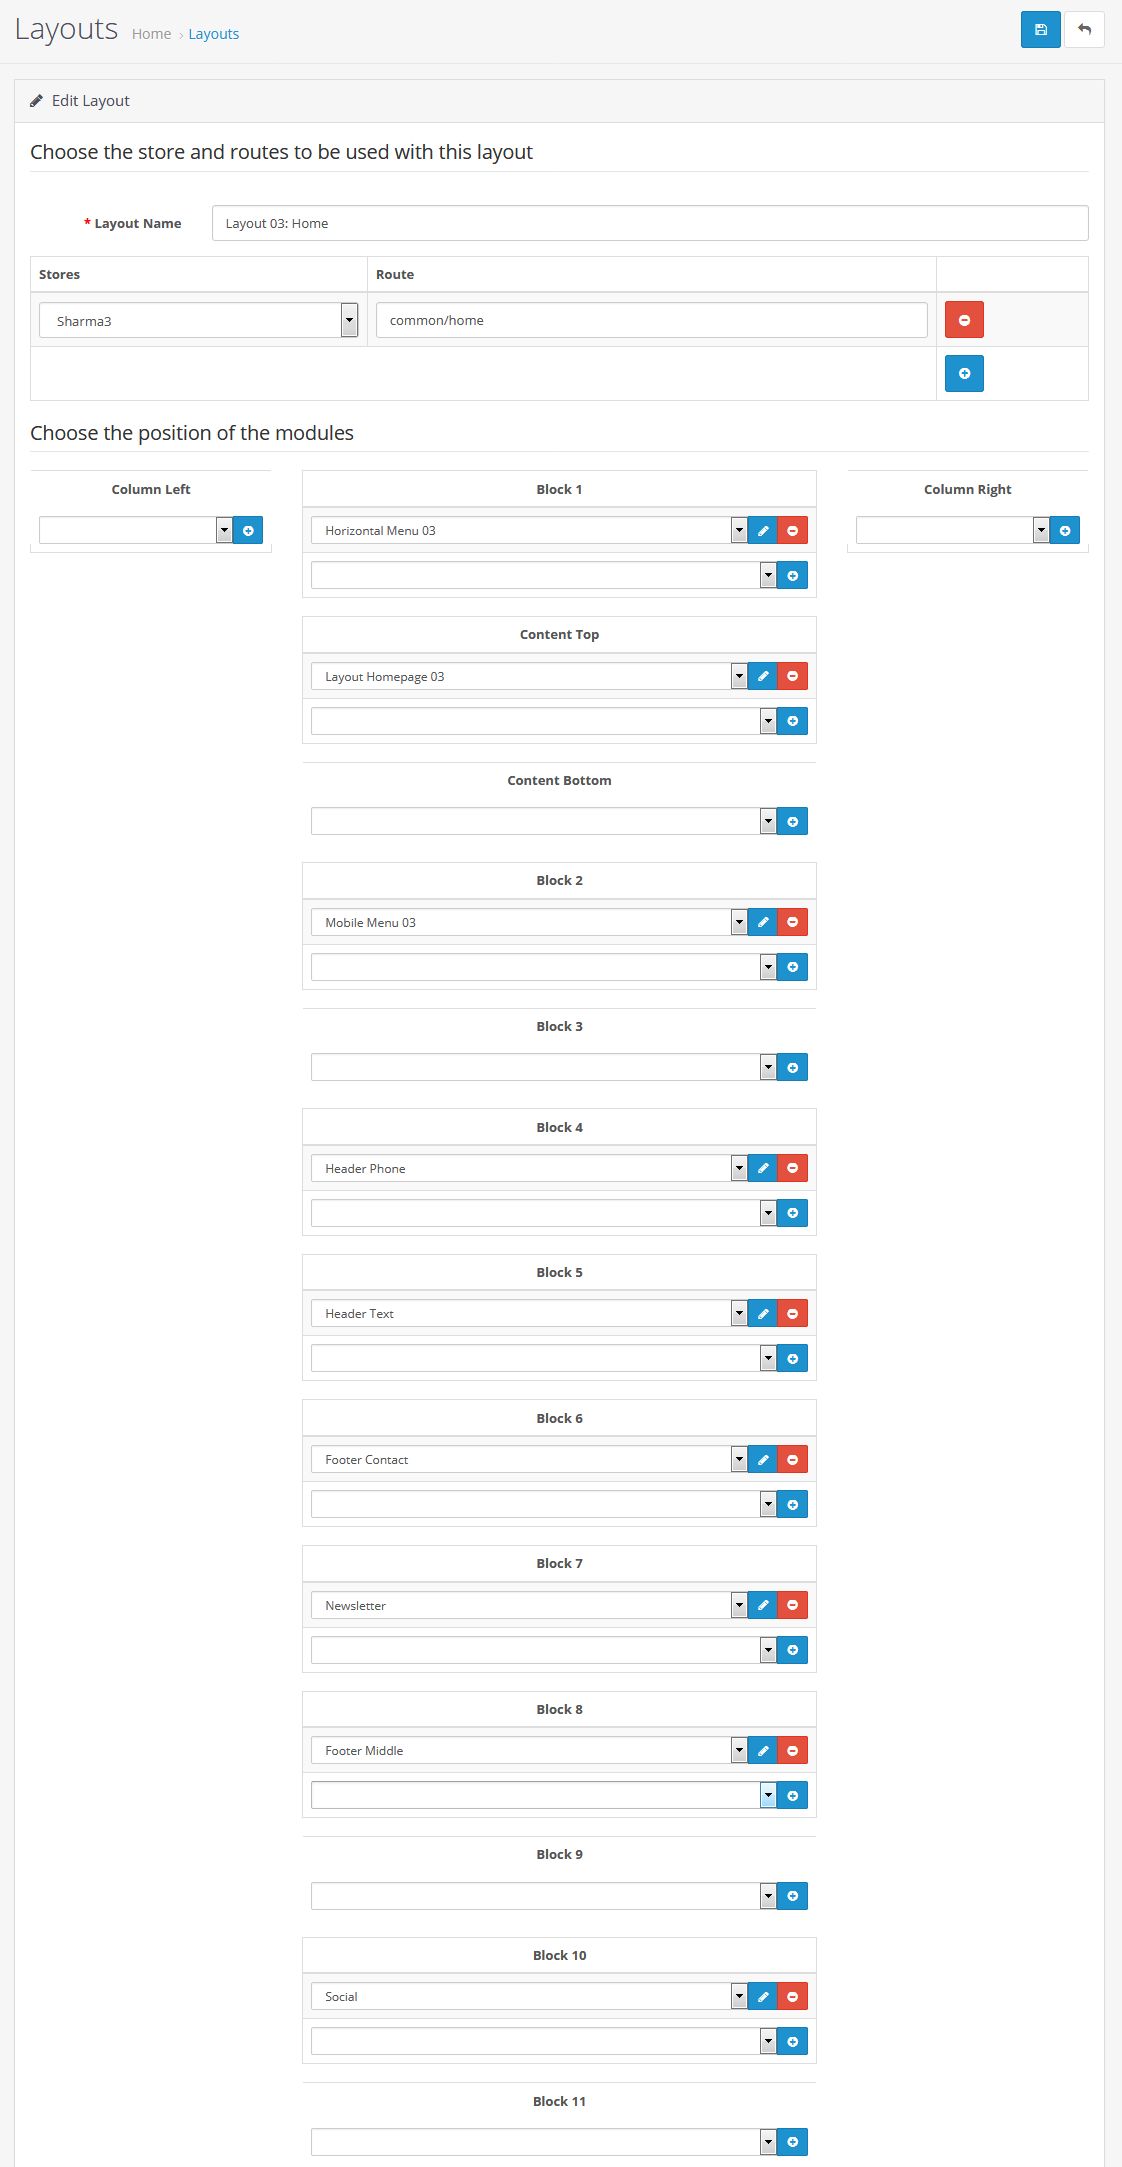 Layouts Home › Layouts
Edit Layout
Choose the store and routes to be used with this layout
* Layout Name Layout 03: Home
Stores Route
Sharma3 common/home
Choose the position of the modules
Column Left Block 1 Column Right
Horizontal Menu 03
Content Top
Layout Homepage 03
Content Bottom
Block 2
Mobile Menu 03
Block 3
Block 4
Header Phone
Block 5
Header Text
Block 6
Footer Contact
Block 7
Newsletter
Block 8
Footer Middle
Block 9
Block 10
Social
Block 11